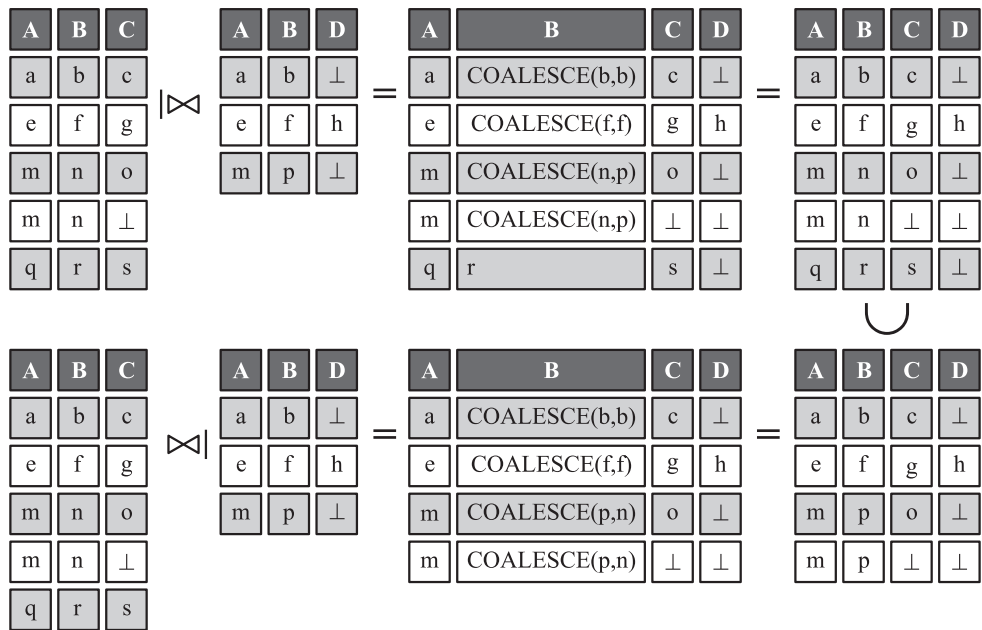 A B C A B D A B C D A B C D
a b c a b ⊥ a COALESCE(b,b) c ⊥ a b c ⊥
|⋈ = =
e f g e f h e COALESCE(f,f) g h e f g h
m n o m p ⊥ m COALESCE(n,p) o ⊥ m n o ⊥
m n ⊥ m COALESCE(n,p) ⊥ ⊥ m n ⊥ ⊥
q r s q r s ⊥ q r s ⊥
∪
A B C A B D A B C D A B C D
a b c a b ⊥ a COALESCE(b,b) c ⊥ a b c ⊥
⋈| = =
e f g e f h e COALESCE(f,f) g h e f g h
m n o m p ⊥ m COALESCE(p,n) o ⊥ m p o ⊥
m n ⊥ m COALESCE(p,n) ⊥ ⊥ m p ⊥ ⊥
q r s